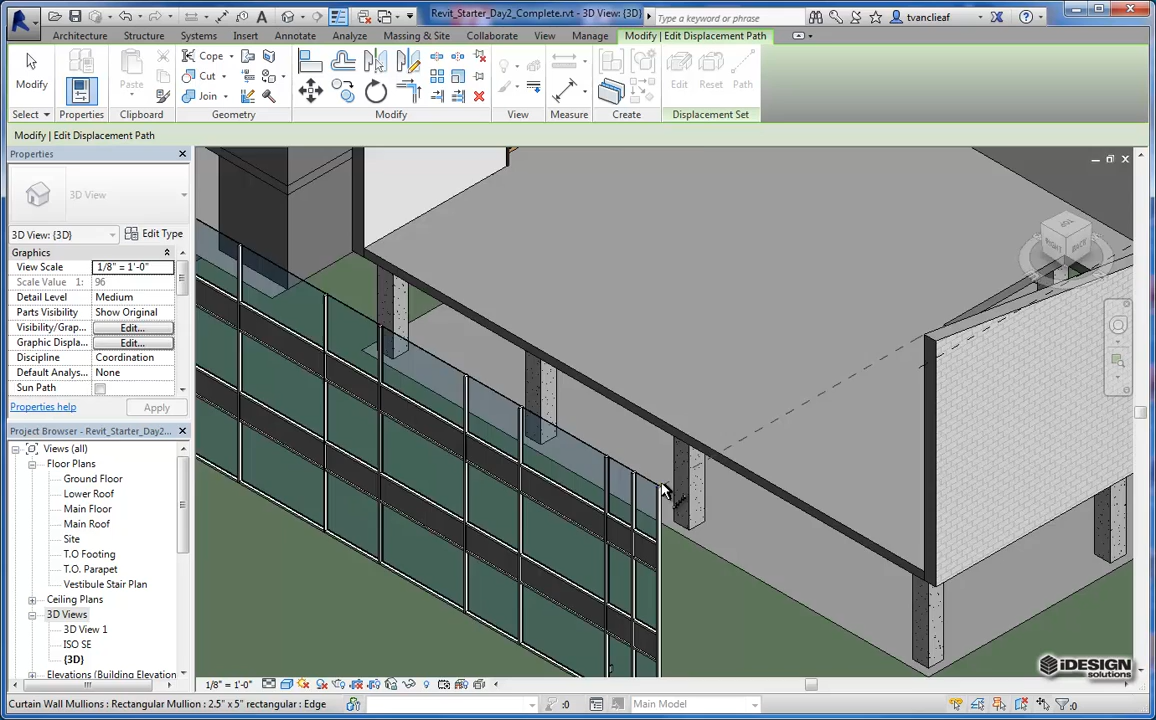 Revit_Starter_Day2_Complete.rvt - 3D View: {3D}
Type a keyword or phrase
tvanclief
Architecture Structure Systems Insert Annotate Analyze Massing & Site Collaborate View Manage Modify | Edit Displacement Path
Modify Paste Cope Cut Join Edit Reset Path
Select Properties Clipboard Geometry Modify View Measure Create Displacement Set
Modify | Edit Displacement Path
Properties
3D View
3D View: {3D} Edit Type
Graphics
View Scale 1/8" = 1'-0"
Scale Value 1: 96
Detail Level Medium
Parts Visibility Show Original
Visibility/Grap... Edit...
Graphic Displa... Edit...
Discipline Coordination
Default Analys... None
Sun Path
Properties help Apply
Project Browser - Revit_Starter_Day2...
Views (all)
Floor Plans
Ground Floor
Lower Roof
Main Floor
Main Roof
Site
T.O Footing
T.O. Parapet
Vestibule Stair Plan
Ceiling Plans
3D Views
3D View 1
ISO SE
{3D}
Elevations (Building Elevation
TOP
RIGHT BACK
iDESIGN
solutions
1/8" = 1'-0"
Curtain Wall Mullions : Rectangular Mullion : 2.5" x 5" rectangular : Edge :0 Main Model :0